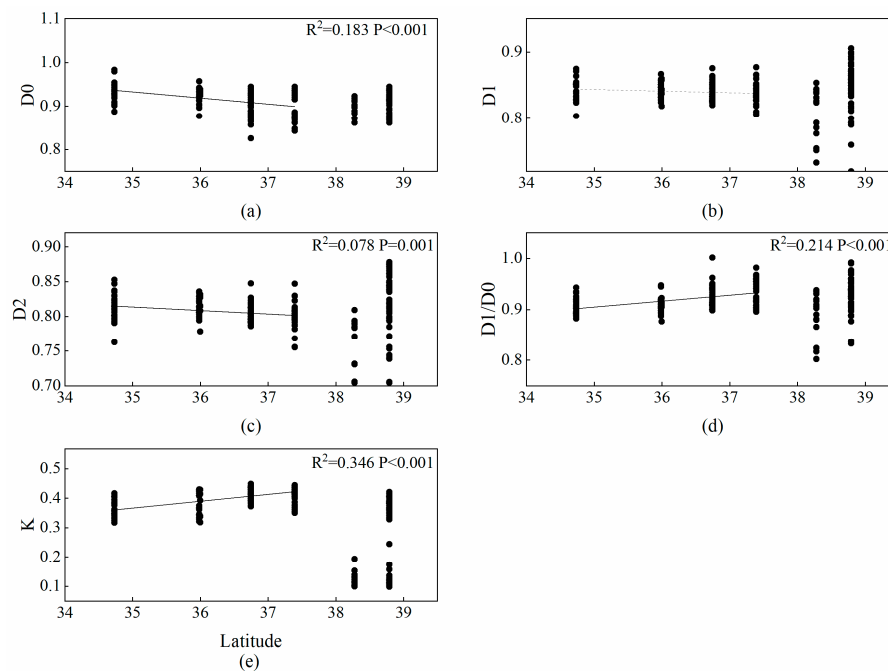 1.1
R²=0.183 P<0.001
1.0
D0
0.9
0.8
34 35 36 37 38 39
(a)
0.9
D1
0.8
34 35 36 37 38 39
(b)
0.90
R²=0.078 P=0.001
0.85
D2
0.80
0.75
0.70
34 35 36 37 38 39
(c)
R²=0.214 P<0.001
1.0
D1/D0
0.9
0.8
34 35 36 37 38 39
(d)
R²=0.346 P<0.001
0.5
0.4
K
0.3
0.2
0.1
34 35 36 37 38 39
Latitude
(e)